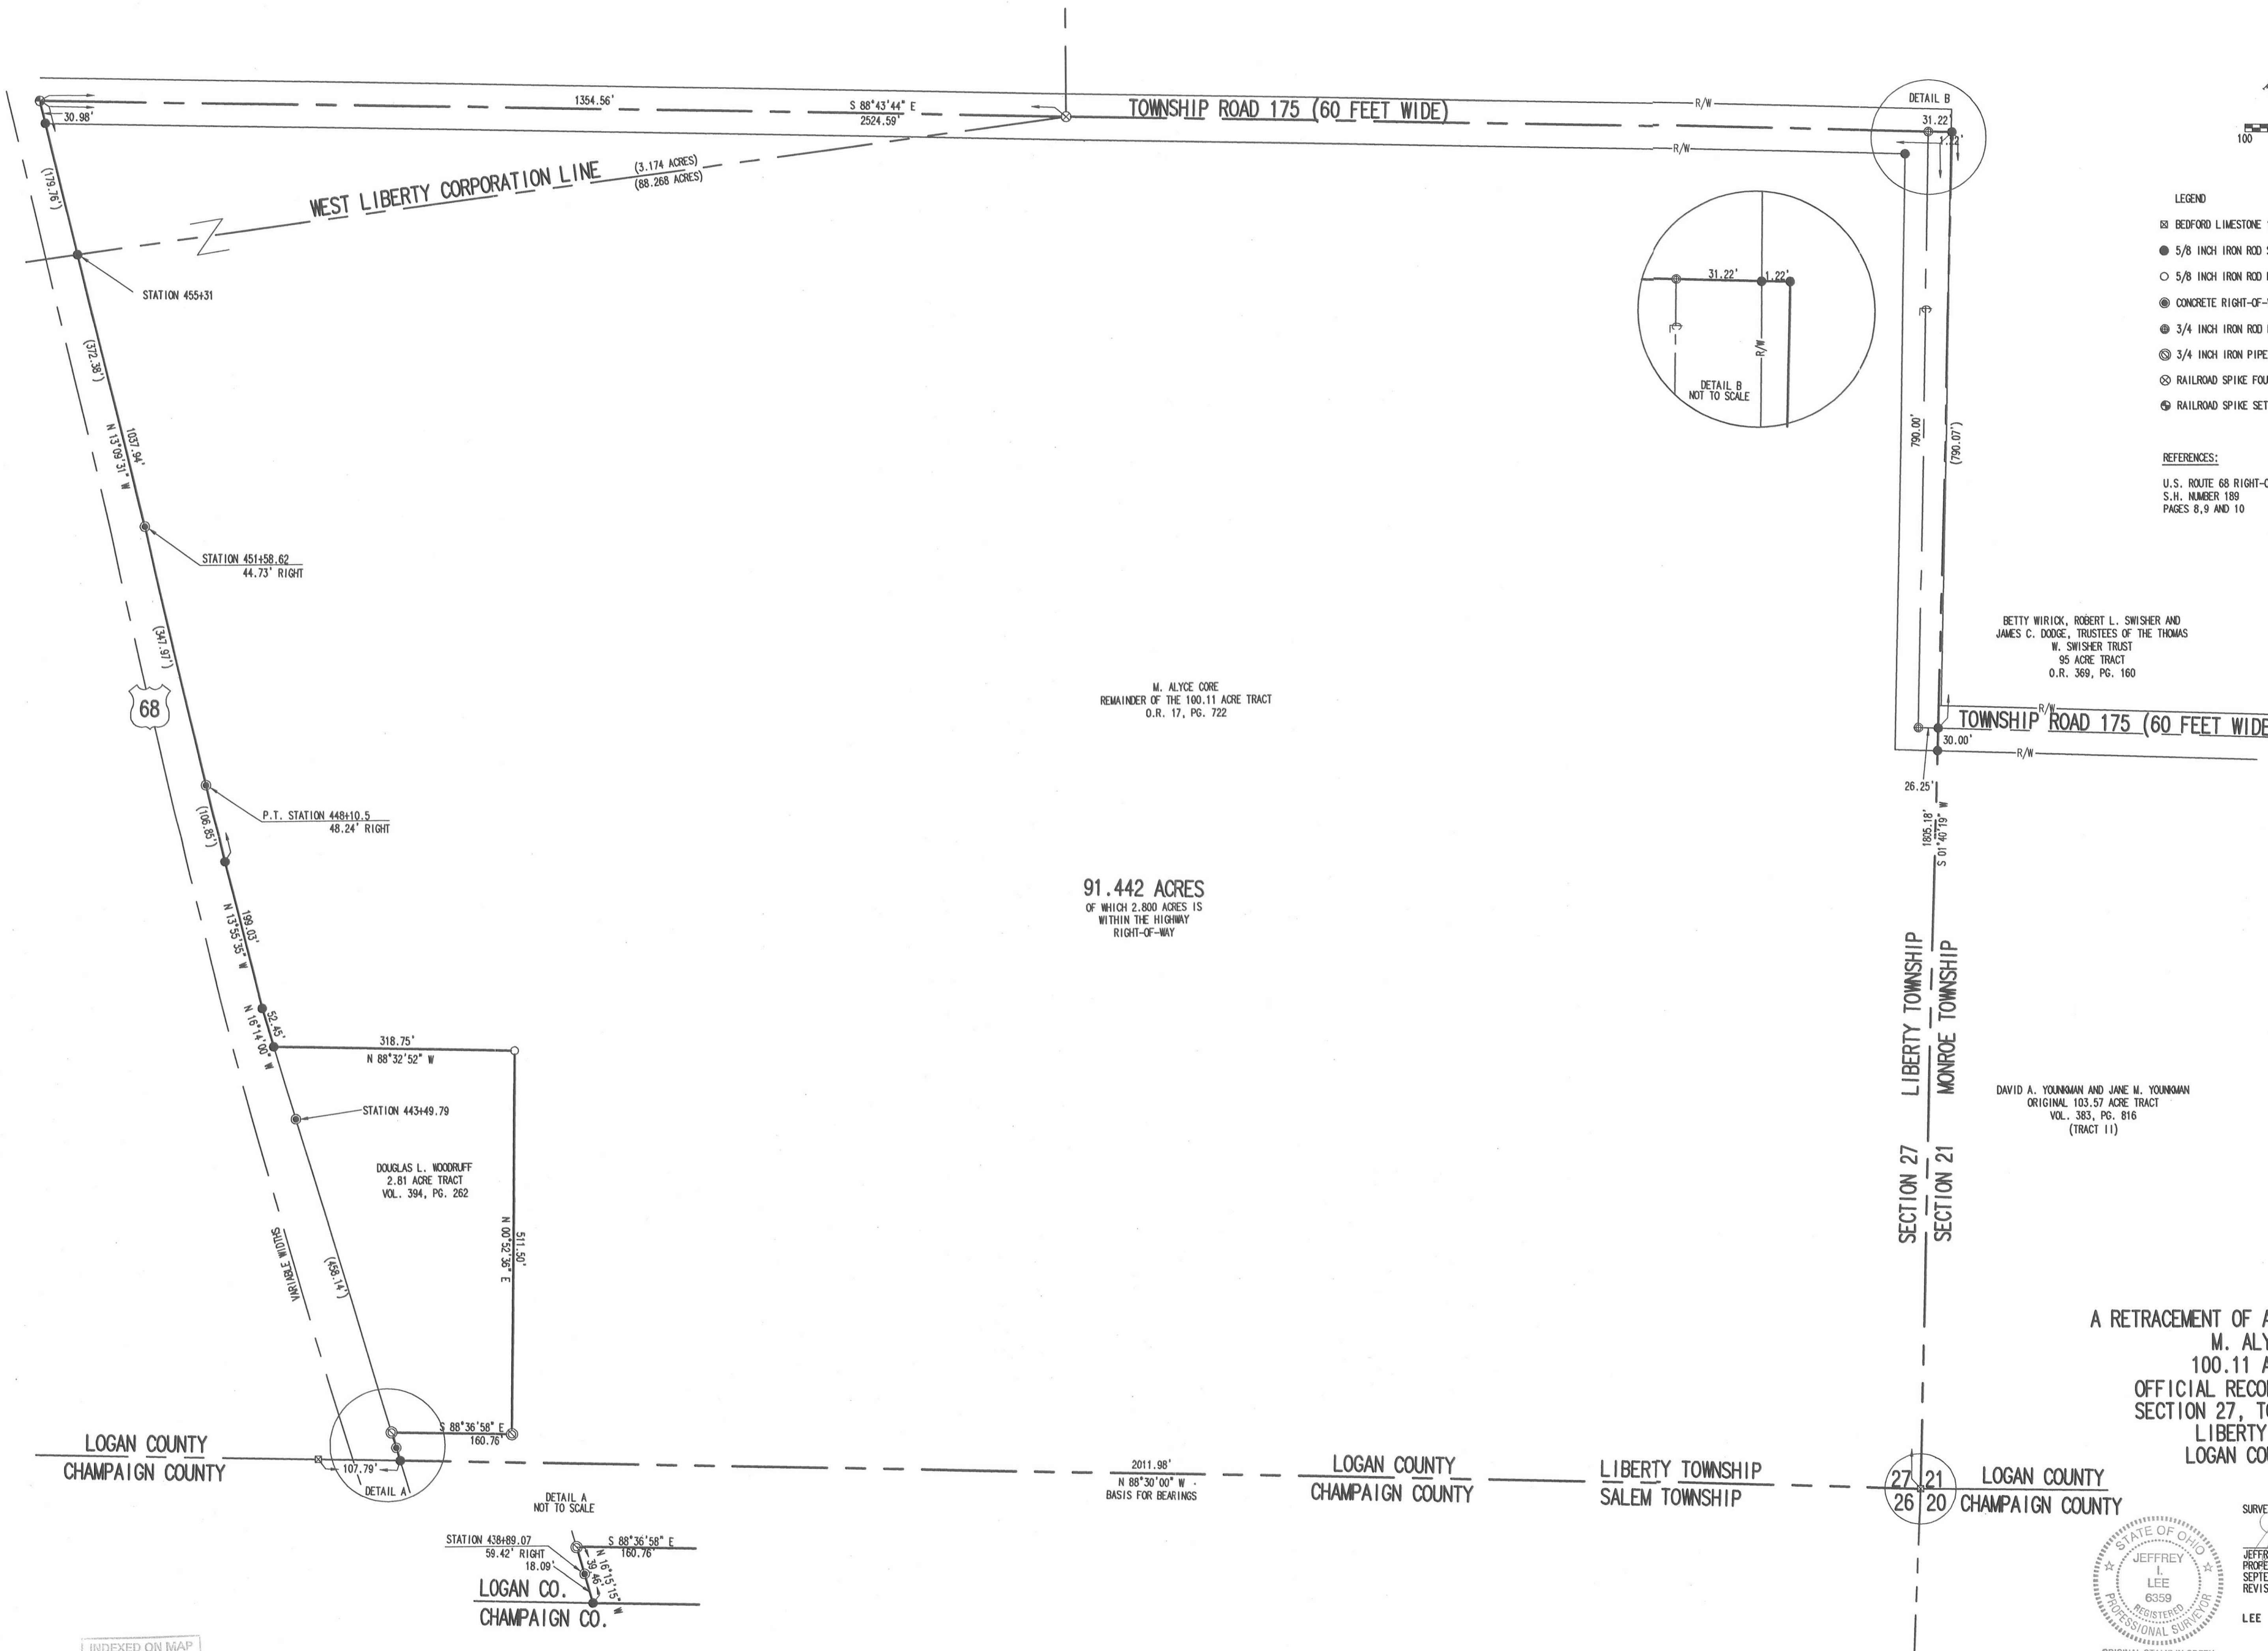 1354.56'
S 88°43'44" E
2524.59'
TOWNSHIP ROAD 175 (60 FEET WIDE)
R/W
R/W
DETAIL B
31.22'
1.22'
30.98'
(179.76')
WEST LIBERTY CORPORATION LINE
(3.174 ACRES)
(88.268 ACRES)
STATION 455+31
(372.38')
1037.94'
N 13°09'31" W
STATION 451+58.62
44.73' RIGHT
(347.97')
68
P.T. STATION 448+10.5
48.24' RIGHT
(106.85')
199.03'
N 13°55'35" W
52.45'
N 16°14'00" W
318.75'
N 88°32'52" W
STATION 443+49.79
DOUGLAS L. WOODRUFF
2.81 ACRE TRACT
VOL. 394, PG. 262
511.50'
N 00°52'36" E
VARIABLE WIDTHS
(458.14')
S 88°36'58" E
160.76'
107.79'
DETAIL A
LOGAN COUNTY
CHAMPAIGN COUNTY
DETAIL A
NOT TO SCALE
STATION 438+89.07
59.42' RIGHT
18.09'
S 88°36'58" E
160.76'
39.46'
N 16°15'15" W
LOGAN CO.
CHAMPAIGN CO.
INDEXED ON MAP
M. ALYCE CORE
REMAINDER OF THE 100.11 ACRE TRACT
O.R. 17, PG. 722
91.442 ACRES
OF WHICH 2.800 ACRES IS
WITHIN THE HIGHWAY
RIGHT-OF-WAY
2011.98'
N 88°30'00" W
BASIS FOR BEARINGS
LOGAN COUNTY
CHAMPAIGN COUNTY
LIBERTY TOWNSHIP
SALEM TOWNSHIP
31.22'
1.22'
R/W
DETAIL B
NOT TO SCALE
790.00'
(790.07')
R/W
TOWNSHIP ROAD 175 (60 FEET WIDE
30.00'
R/W
26.25'
1805.18'
S 01°40'19" W
LIBERTY TOWNSHIP
MONROE TOWNSHIP
SECTION 27
SECTION 21
27 21
26 20
LOGAN COUNTY
CHAMPAIGN COUNTY
100
LEGEND
BEDFORD LIMESTONE
5/8 INCH IRON ROD
5/8 INCH IRON ROD
CONCRETE RIGHT-OF-
3/4 INCH IRON ROD
3/4 INCH IRON PIPE
RAILROAD SPIKE FOU
RAILROAD SPIKE SET
REFERENCES:
U.S. ROUTE 68 RIGHT-O
S.H. NUMBER 189
PAGES 8,9 AND 10
BETTY WIRICK, ROBERT L. SWISHER AND
JAMES C. DODGE, TRUSTEES OF THE THOMAS
W. SWISHER TRUST
95 ACRE TRACT
O.R. 369, PG. 160
DAVID A. YOUNKMAN AND JANE M. YOUNKMAN
ORIGINAL 103.57 ACRE TRACT
VOL. 383, PG. 816
(TRACT II)
A RETRACEMENT OF A
M. ALY
100.11 A
OFFICIAL RECO
SECTION 27, T
LIBERTY
LOGAN CO
STATE OF OHIO
JEFFREY
I.
LEE
6359
REGISTERED
PROFESSIONAL SURVEYOR
SURVE
JEFFR
PROFE
SEPTE
REVIS
LEE